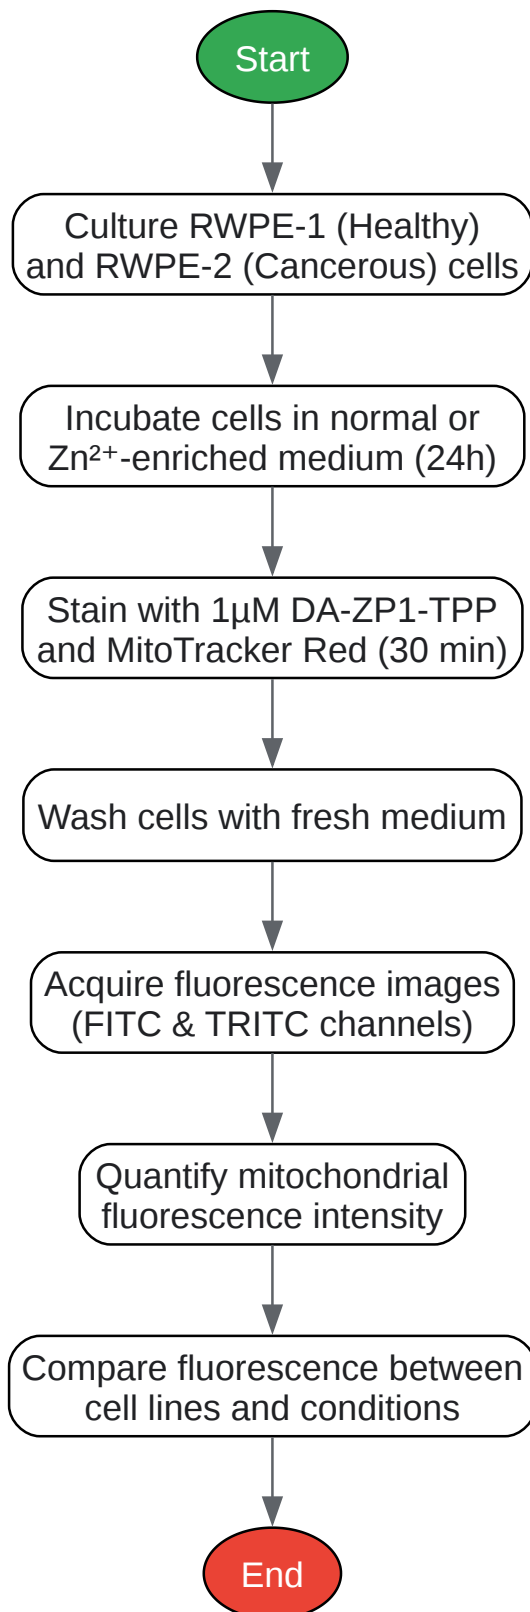 Start
Culture RWPE-1 (Healthy)
and RWPE-2 (Cancerous) cells
Incubate cells in normal or
Zn²⁺-enriched medium (24h)
Stain with 1µM DA-ZP1-TPP
and MitoTracker Red (30 min)
Wash cells with fresh medium
Acquire fluorescence images
(FITC & TRITC channels)
Quantify mitochondrial
fluorescence intensity
Compare fluorescence between
cell lines and conditions
End